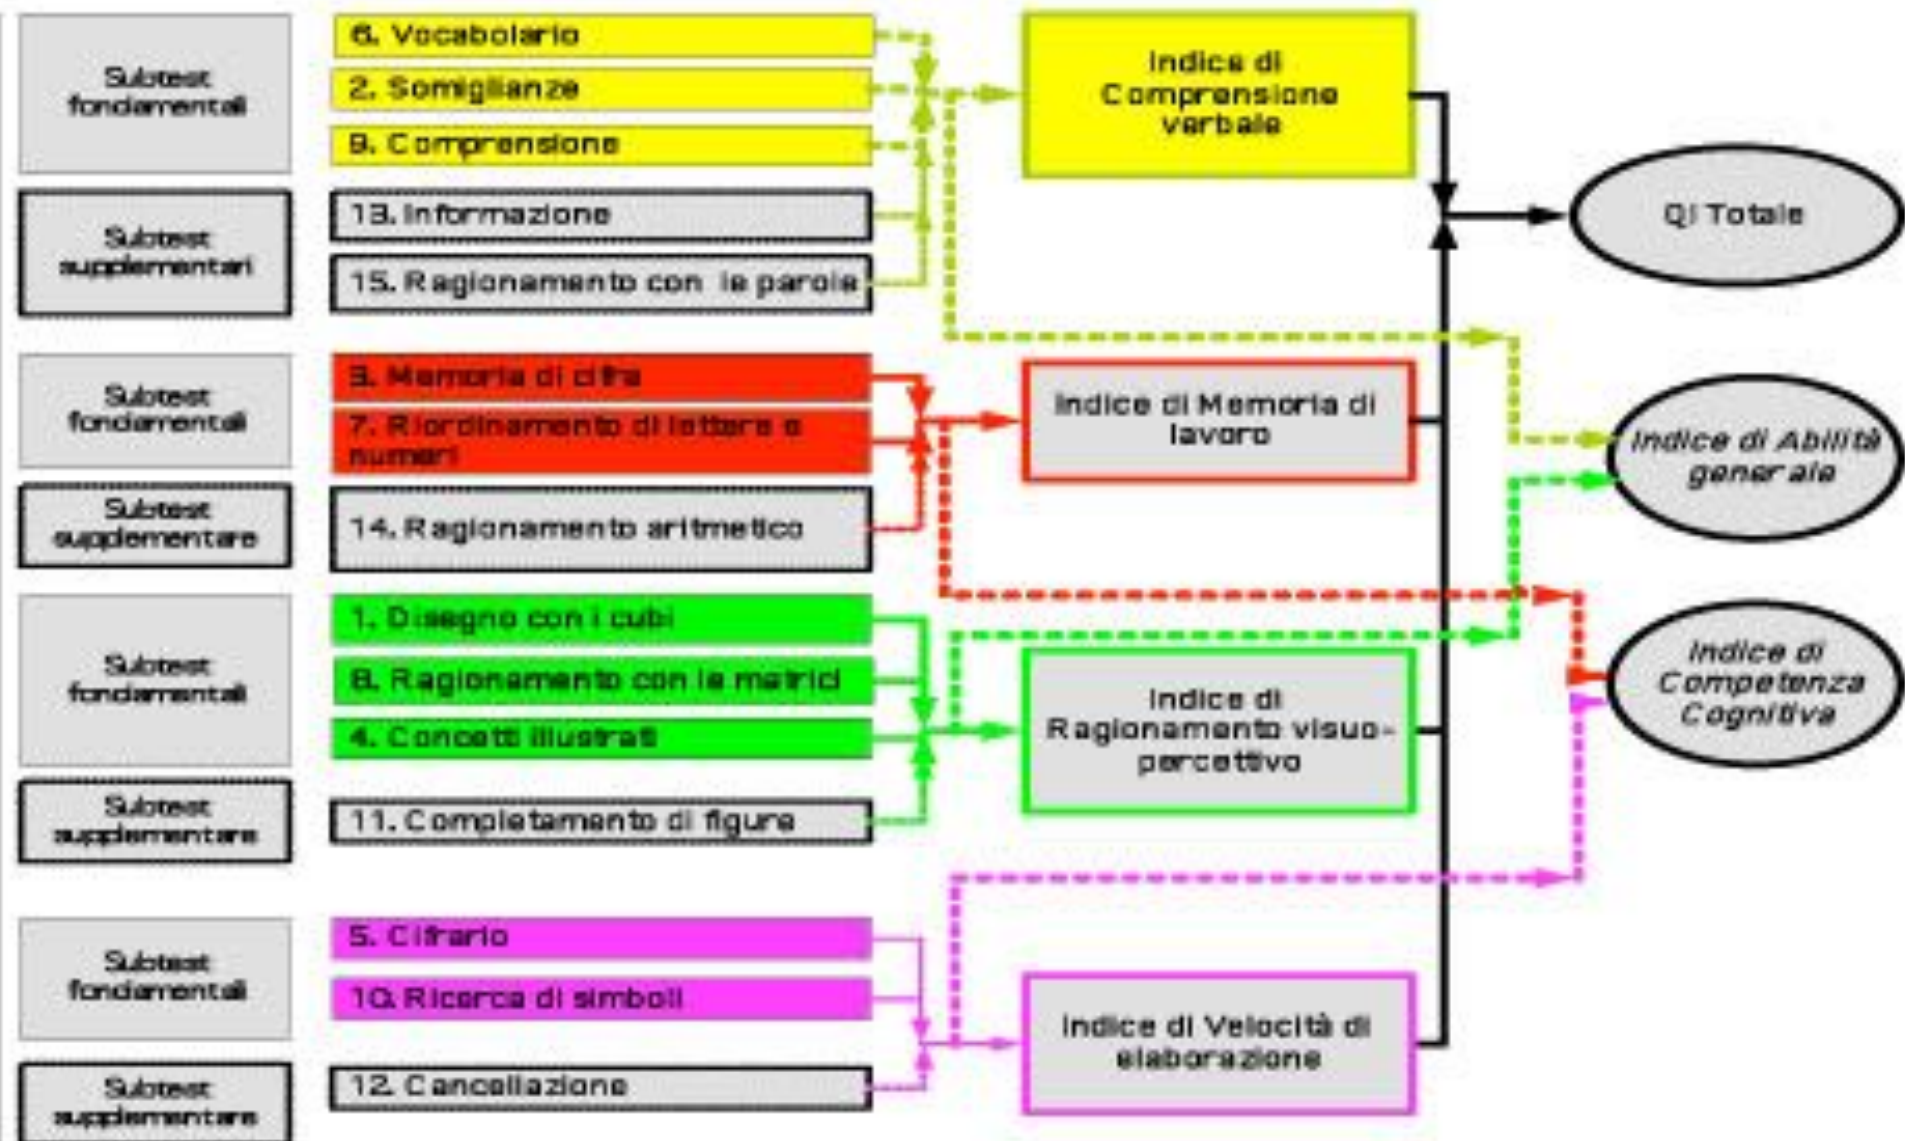 Subtest
fondamentali
6. Vocabolario
2. Somiglianze
9. Comprensione
Subtest
supplementari
13. Informazione
15. Ragionamento con le parole
Indice di
Comprensione
verbale
QI Totale
Subtest
fondamentali
3. Memoria di cifre
7. Riordinamento di lettere e
numeri
Subtest
supplementare
14. Ragionamento aritmetico
Indice di Memoria di
lavoro
Indice di Abilità
generale
Subtest
fondamentali
1. Disegno con i cubi
8. Ragionamento con le matrici
4. Concetti illustrati
Subtest
supplementare
11. Completamento di figure
Indice di
Ragionamento visuo-
percettivo
Indice di
Competenza
Cognitiva
Subtest
fondamentali
5. Cifrario
10. Ricerca di simboli
Subtest
supplementare
12. Cancellazione
Indice di Velocità di
elaborazione